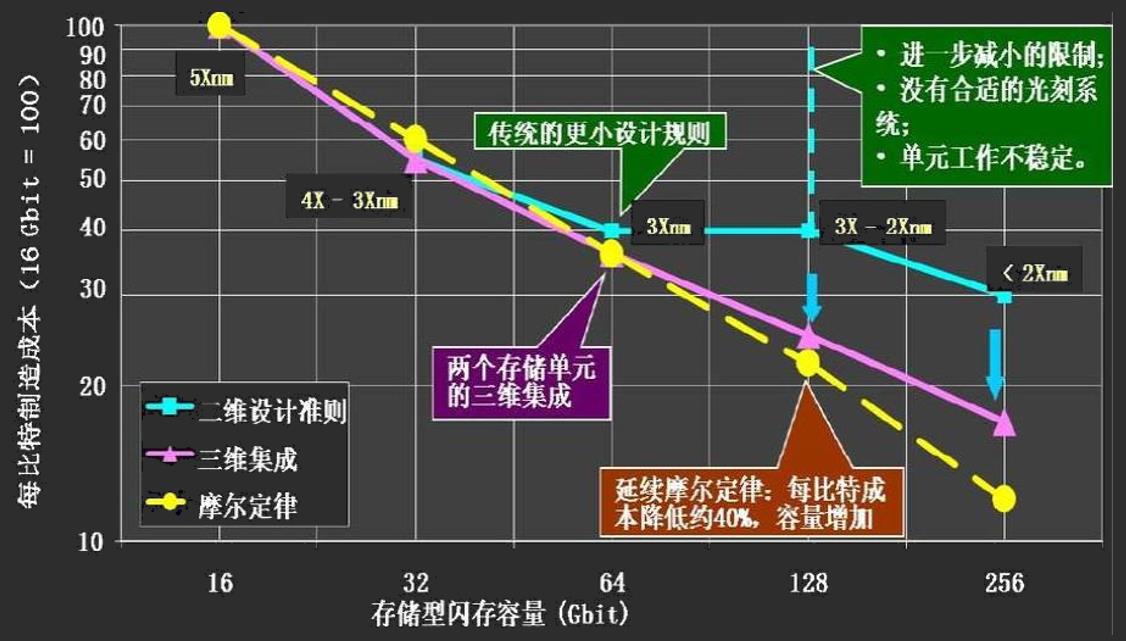 每比特制造成本（16 Gbit = 100）
100
90
80
70
60
50
40
30
20
10
5Xnm
4X - 3Xnm
传统的更小设计规则
3Xnm
3X - 2Xnm
< 2Xnm
• 进一步减小的限制;
• 没有合适的光刻系
统;
• 单元工作不稳定。
两个存储单元
的三维集成
延续摩尔定律：每比特成
本降低约40%，容量增加
二维设计准则
三维集成
摩尔定律
16
32
64
128
256
存储型闪存容量 (Gbit)